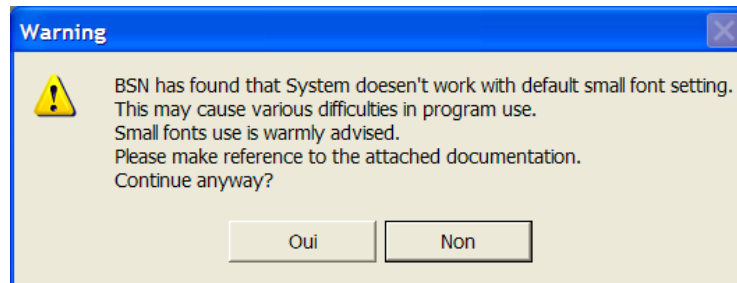 Warning
BSN has found that System doesen't work with default small font setting.
This may cause various difficulties in program use.
Small fonts use is warmly advised.
Please make reference to the attached documentation.
Continue anyway?
Oui
Non